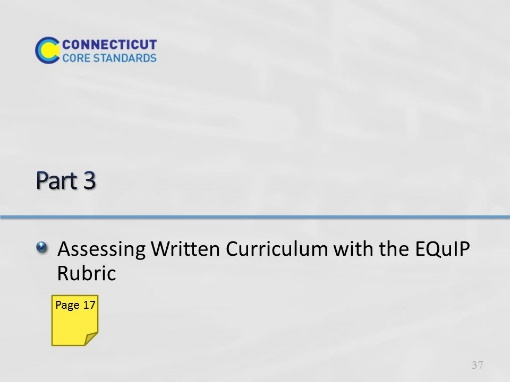 CONNECTICUT
CORE STANDARDS
Part 3
Assessing Written Curriculum with the EQuIP
Rubric
Page 17
37